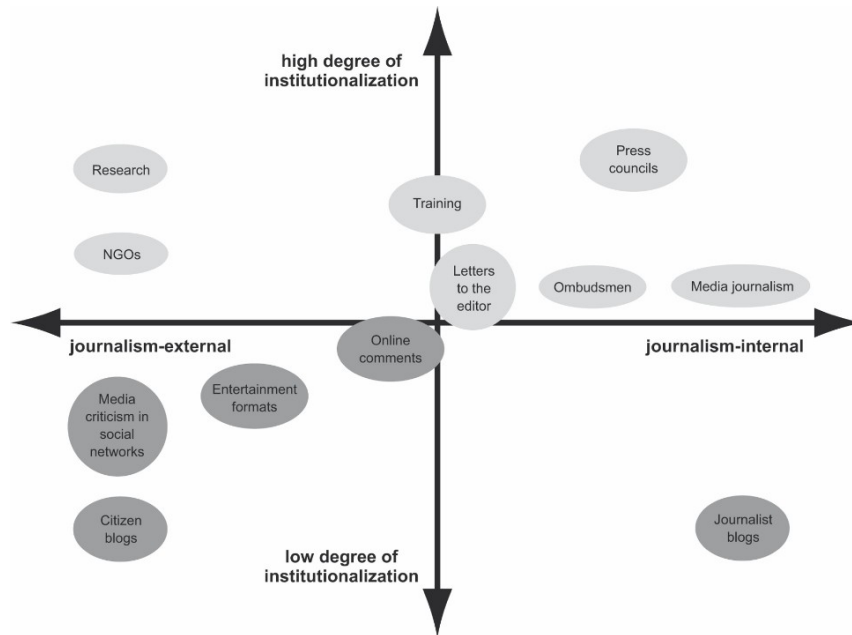 high degree of
institutionalization
Press
councils
Research
Training
NGOs
Letters
to the
editor
Ombudsmen
Media journalism
journalism-external
journalism-internal
Online
comments
Entertainment
formats
Media
criticism in
social
networks
Citizen
blogs
Journalist
blogs
low degree of
institutionalization